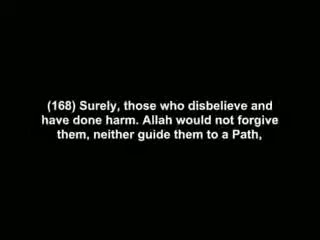 (168) Surely, those who disbelieve and
have done harm. Allah would not forgive
them, neither guide them to a Path,